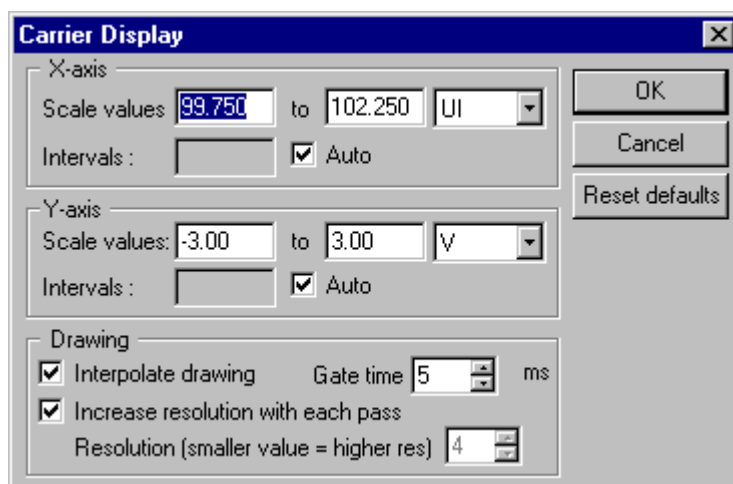 Carrier Display
X-axis
Scale values 99.750 to 102.250 UI
Intervals : Auto
Y-axis
Scale values: -3.00 to 3.00 V
Intervals : Auto
Drawing
Interpolate drawing Gate time 5 ms
Increase resolution with each pass
Resolution (smaller value = higher res) 4
OK
Cancel
Reset defaults